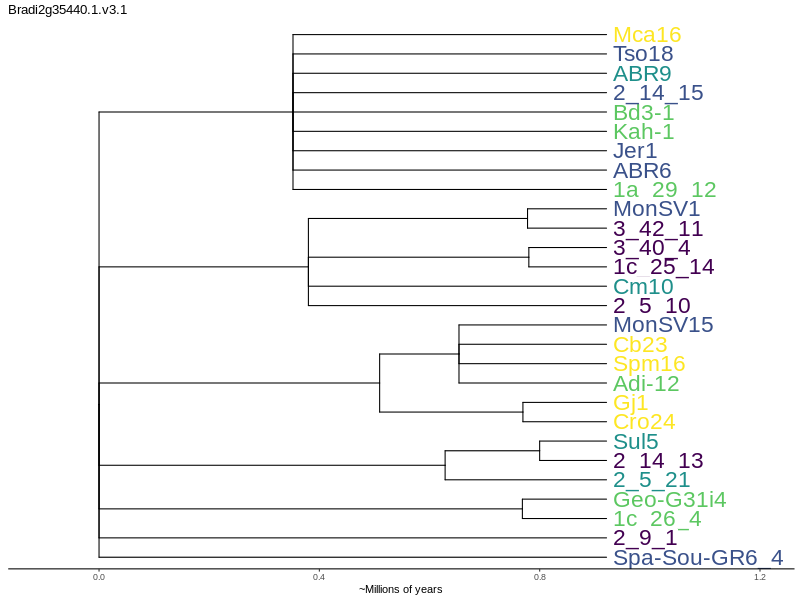 Bradi2g35440.1.v3.1
Mca16
Tso18
ABR9
2_14_15
Bd3-1
Kah-1
Jer1
ABR6
1a_29_12
MonSV1
3_42_11
3_40_4
1c_25_14
Cm10
2_5_10
MonSV15
Cb23
Spm16
Adi-12
Gj1
Cro24
Sul5
2_14_13
2_5_21
Geo-G31i4
1c_26_4
2_9_1
Spa-Sou-GR6_4
0.0 0.4 0.8 1.2
~Millions of years